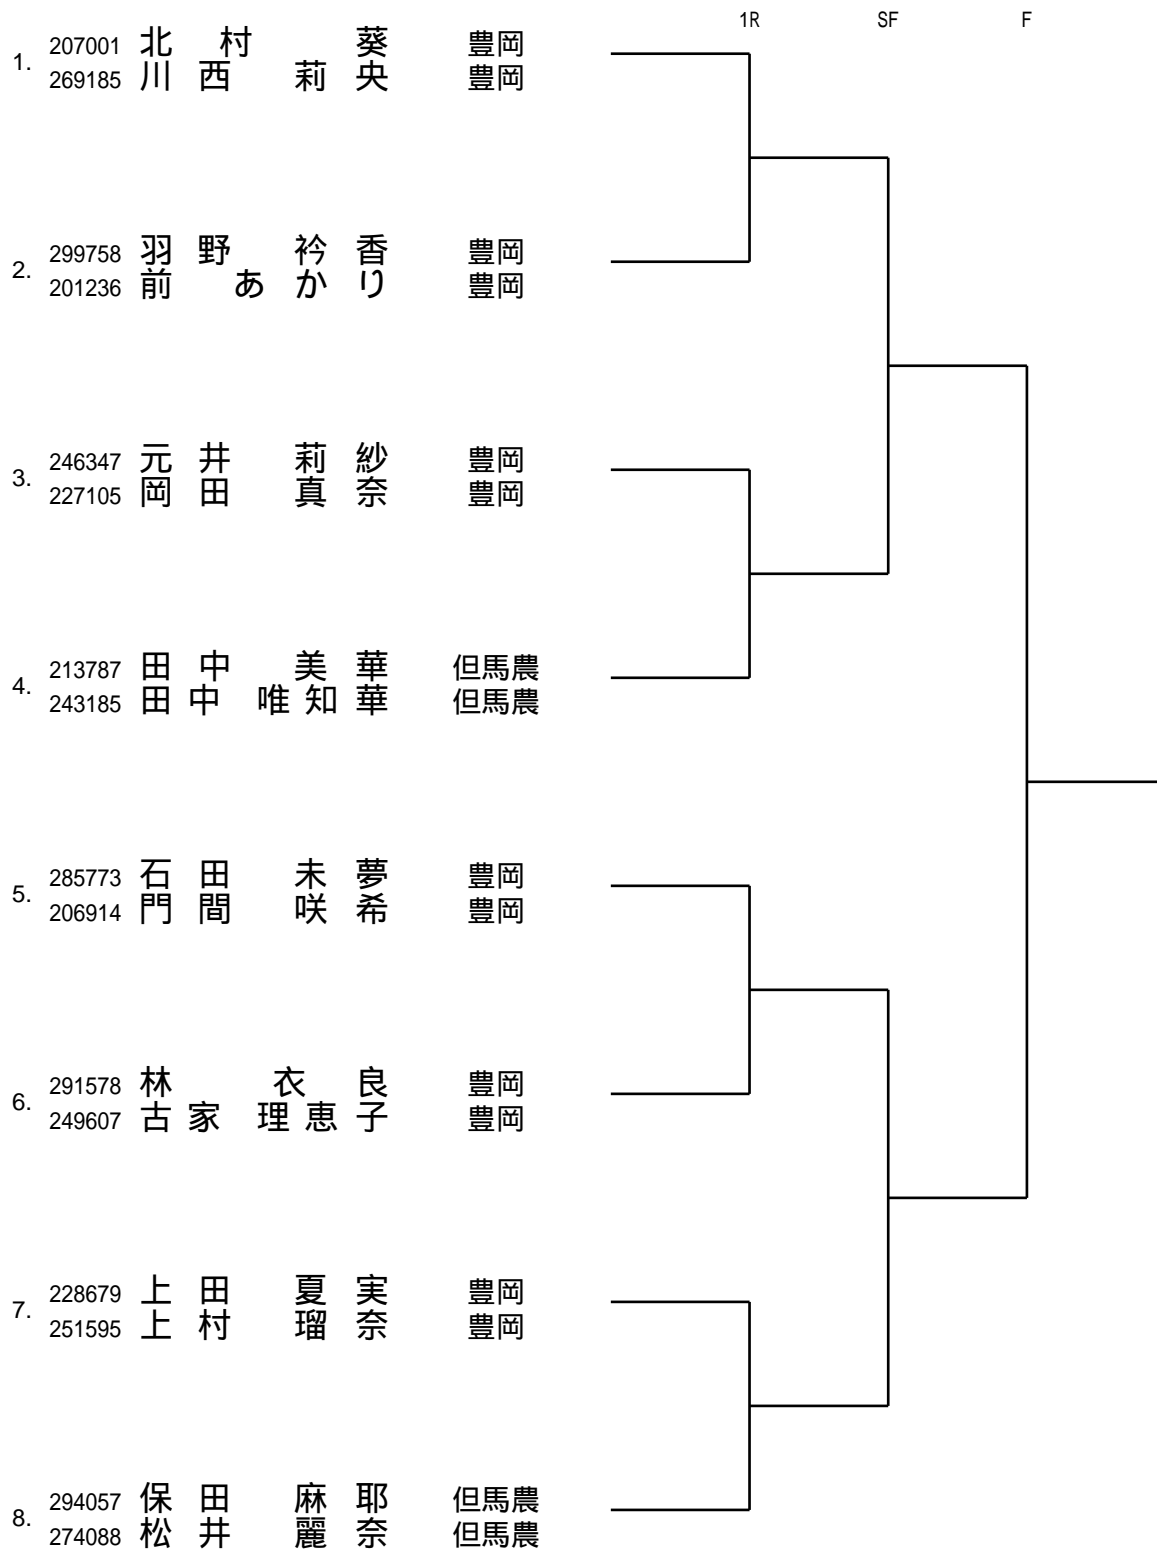 1R SF F
1. 207001 北村 葵 豊岡
269185 川西 莉央 豊岡
2. 299758 羽野 衿香 豊岡
201236 前 あかり 豊岡
3. 246347 元井 莉紗 豊岡
227105 岡田 真奈 豊岡
4. 213787 田中 美華 但馬農
243185 田中 唯知華 但馬農
5. 285773 石田 未夢 豊岡
206914 門間 咲希 豊岡
6. 291578 林 衣良 豊岡
249607 古家 理恵子 豊岡
7. 228679 上田 夏実 豊岡
251595 上村 瑠奈 豊岡
8. 294057 保田 麻耶 但馬農
274088 松井 麗奈 但馬農